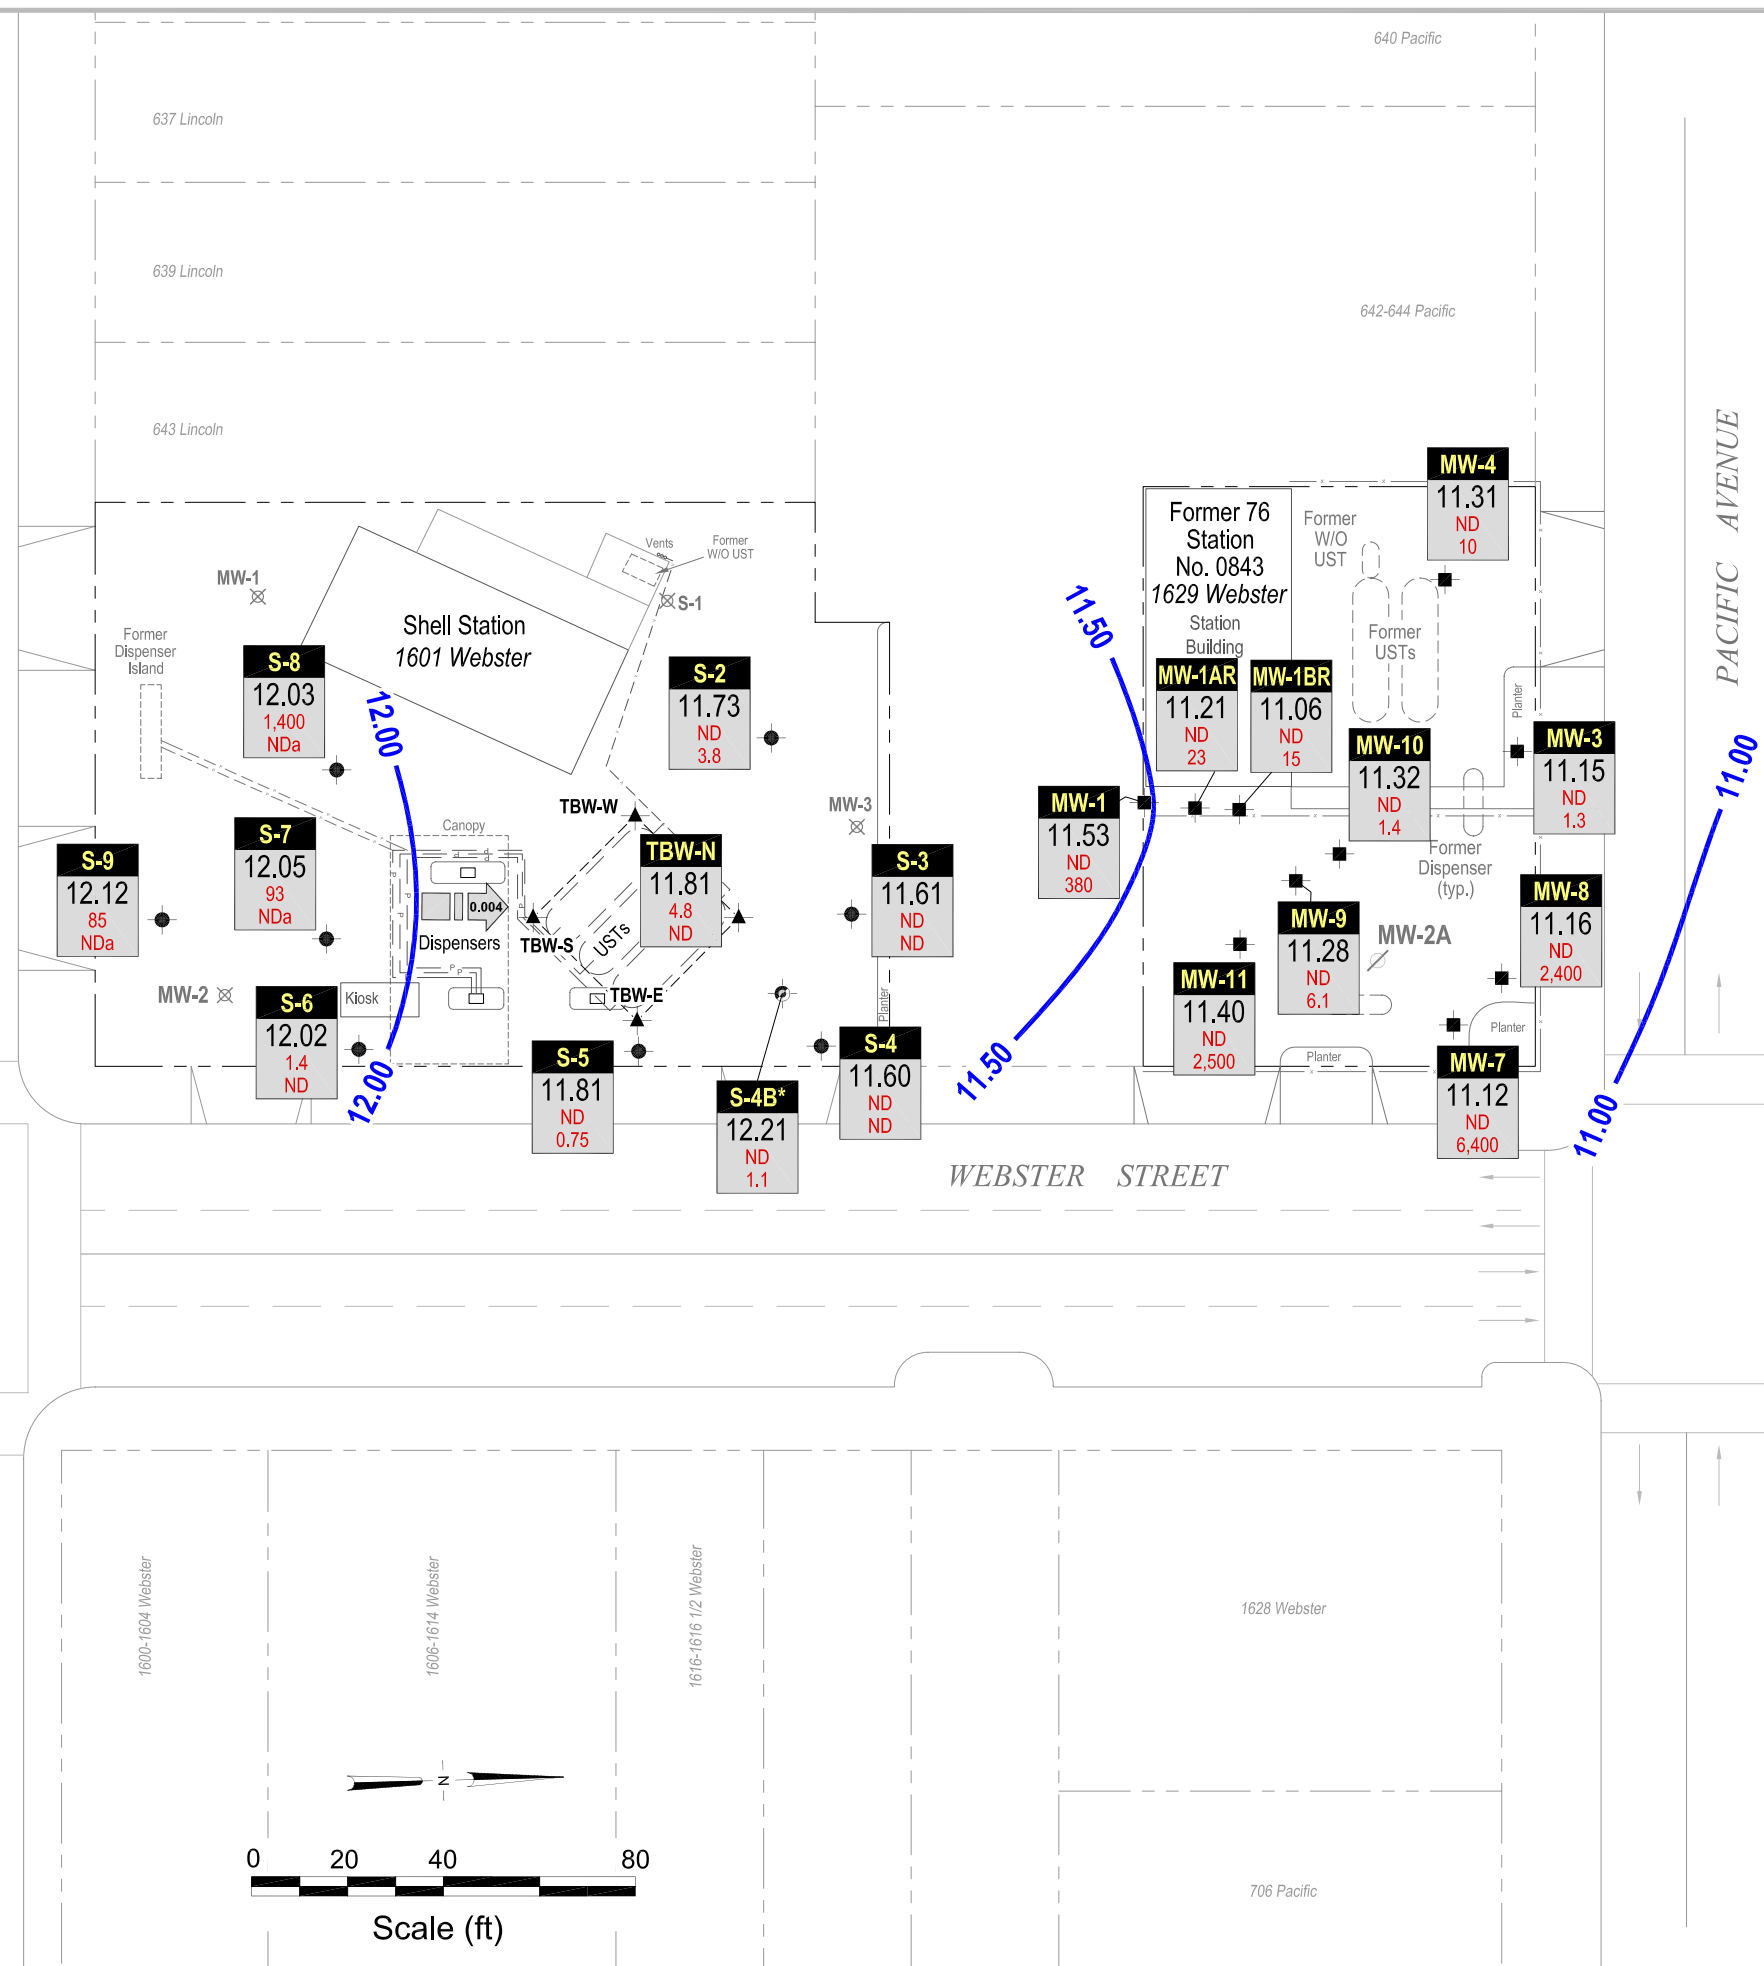 640 Pacific
637 Lincoln
639 Lincoln
642-644 Pacific
643 Lincoln
PACIFIC AVENUE
MW-4
11.31
ND
10
Former 76
Station
No. 0843
1629 Webster
Station
Building
Former
W/O
UST
Former
USTs
Vents
Former
W/O UST
MW-1
S-1
Shell Station
1601 Webster
Former
Dispenser
Island
11.50
S-8
12.03
1,400
NDa
12.00
S-2
11.73
ND
3.8
MW-1AR
11.21
ND
23
MW-1BR
11.06
ND
15
Planter
MW-10
11.32
ND
1.4
MW-3
11.15
ND
1.3
11.00
TBW-W
MW-3
MW-1
11.53
ND
380
Canopy
S-7
12.05
93
NDa
S-9
12.12
85
NDa
TBW-N
11.81
4.8
ND
S-3
11.61
ND
ND
Former
Dispenser
(typ.)
P
P
P
P
P
P
0.004
Dispensers
TBW-S
USTs
MW-8
11.16
ND
2,400
MW-9
11.28
ND
6.1
MW-2A
MW-11
11.40
ND
2,500
P
P
MW-2
S-6
12.02
1.4
ND
Kiosk
TBW-E
Planter
12.00
S-5
11.81
ND
0.75
S-4B*
12.21
ND
1.1
S-4
11.60
ND
ND
11.50
Planter
Planter
MW-7
11.12
ND
6,400
11.00
WEBSTER STREET
1600-1604 Webster
1606-1614 Webster
1616-1616 1/2 Webster
1628 Webster
N
0 20 40 80
Scale (ft)
706 Pacific